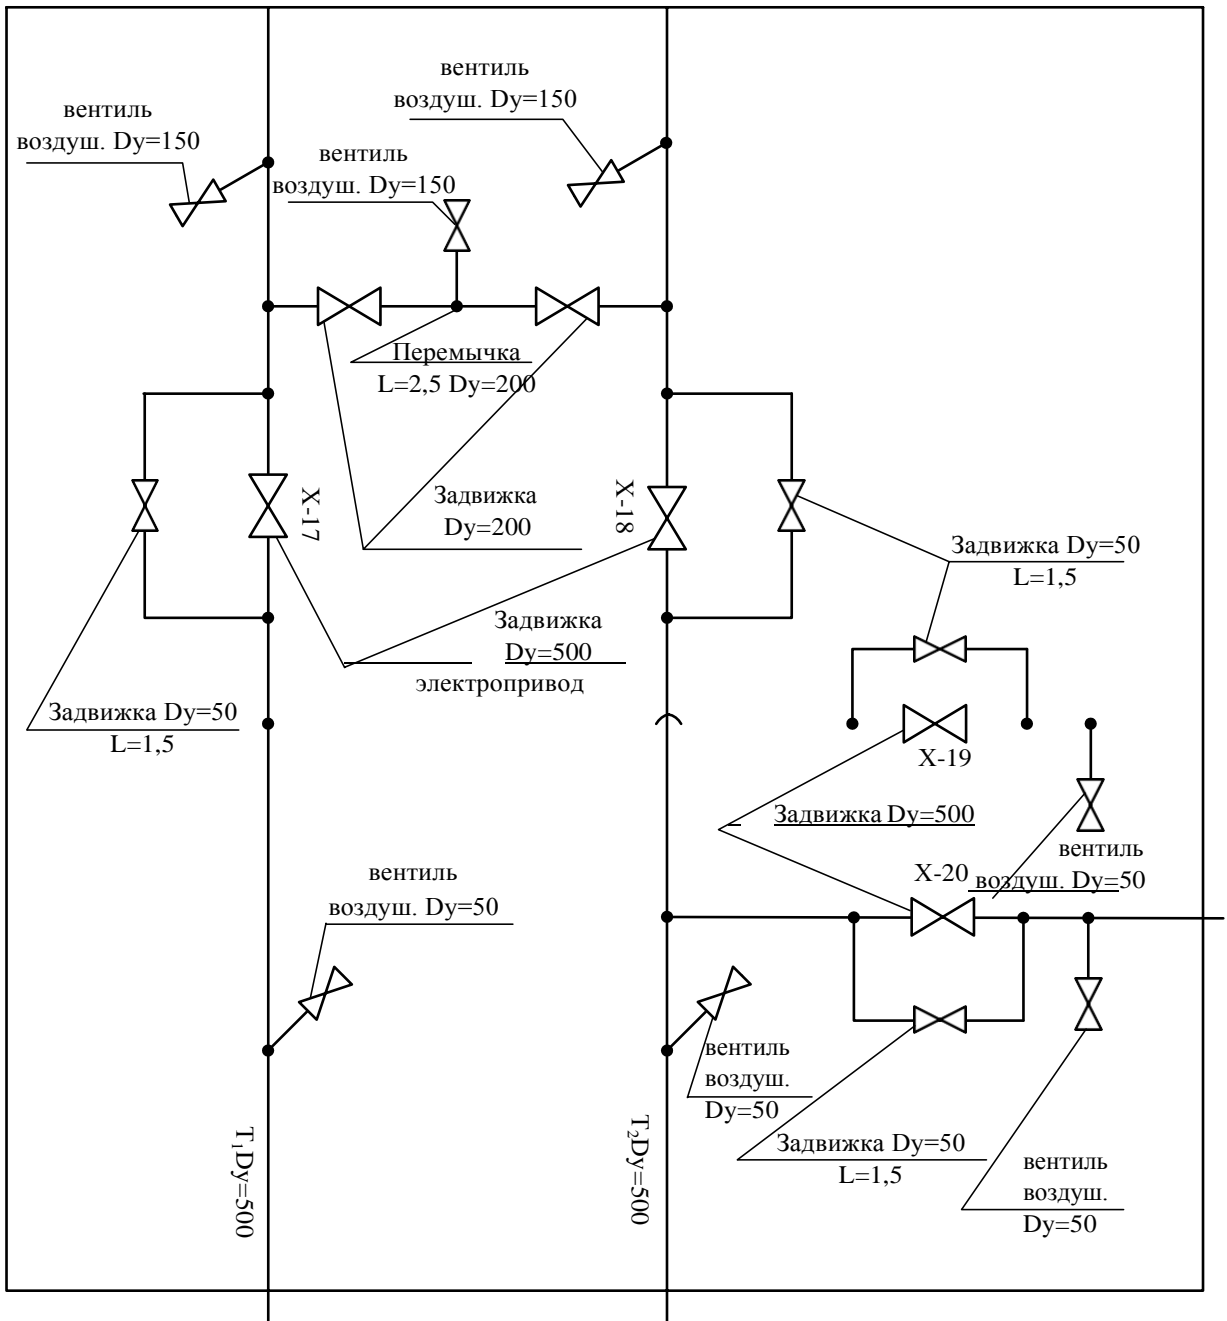 вентиль
воздуш. Dy=150
вентиль
воздуш. Dy=150
вентиль
воздуш. Dy=150
Перемычка
L=2,5 Dy=200
X-17
Задвижка
Dy=200
X-18
Задвижка Dy=50
L=1,5
Задвижка
Dy=500
электропривод
Задвижка Dy=50
L=1,5
X-19
Задвижка Dy=500
вентиль
воздуш. Dy=50
X-20
вентиль
воздуш. Dy=50
вентиль
воздуш.
Dy=50
T₁Dy=500
T₂Dy=500
Задвижка Dy=50
L=1,5
вентиль
воздуш.
Dy=50